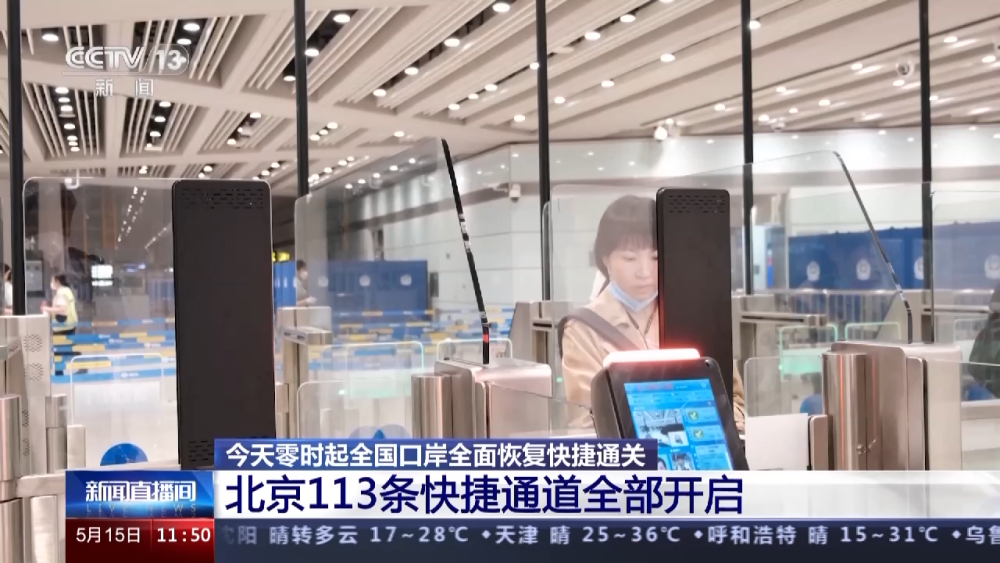 CCTV 13
新闻
今天零时起全国口岸全面恢复快捷通关
新闻直播间
LIVE NEWS
北京113条快捷通道全部开启
5月15日 11:50
沈阳 晴转多云 17~28℃ ◆天津 晴 25~36℃ ◆呼和浩特 晴 15~31℃ ◆乌鲁